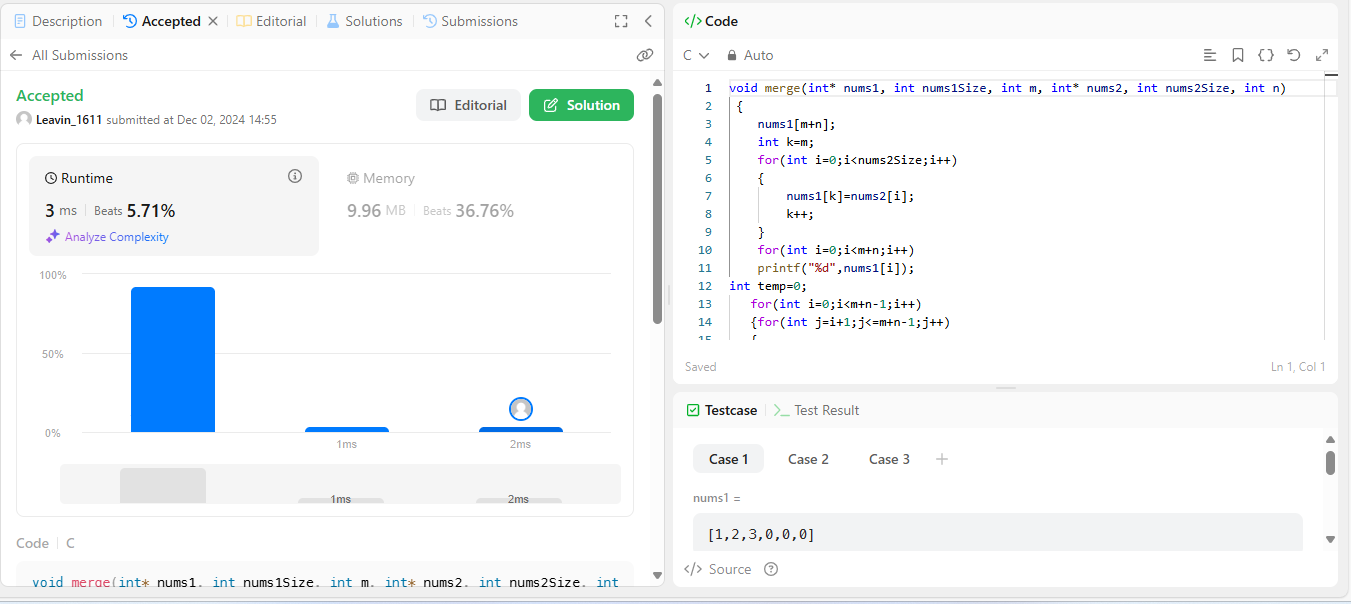 Description Accepted Editorial Solutions Submissions
All Submissions
Accepted
Leavin_1611 submitted at Dec 02, 2024 14:55
Editorial
Solution
Runtime
3 ms Beats 5.71%
Analyze Complexity
Memory
9.96 MB Beats 36.76%
100%
50%
0%
1ms 2ms
1ms 2ms
Code C
void merge(int* nums1, int nums1Size, int m, int* nums2, int nums2Size, int
Code
C Auto
1 void merge(int* nums1, int nums1Size, int m, int* nums2, int nums2Size, int n)
2 {
3 nums1[m+n];
4 int k=m;
5 for(int i=0;i<nums2Size;i++)
6 {
7 nums1[k]=nums2[i];
8 k++;
9 }
10 for(int i=0;i<m+n;i++)
11 printf("%d",nums1[i]);
12 int temp=0;
13 for(int i=0;i<m+n-1;i++)
14 {for(int j=i+1;j<=m+n-1;j++)
15 {
Saved Ln 1, Col 1
Testcase >_ Test Result
Case 1 Case 2 Case 3 +
nums1 =
[1,2,3,0,0,0]
</> Source ?